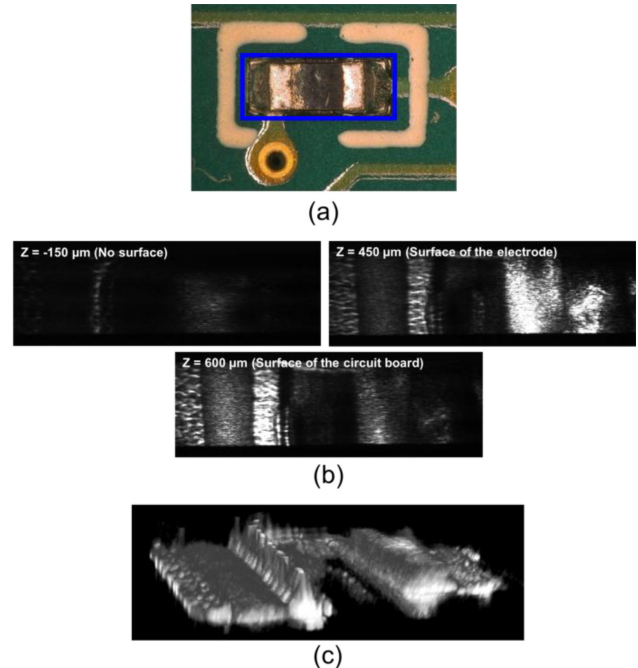 (a)
Z = -150 µm (No surface)
Z = 450 µm (Surface of the electrode)
Z = 600 µm (Surface of the circuit board)
(b)
(c)